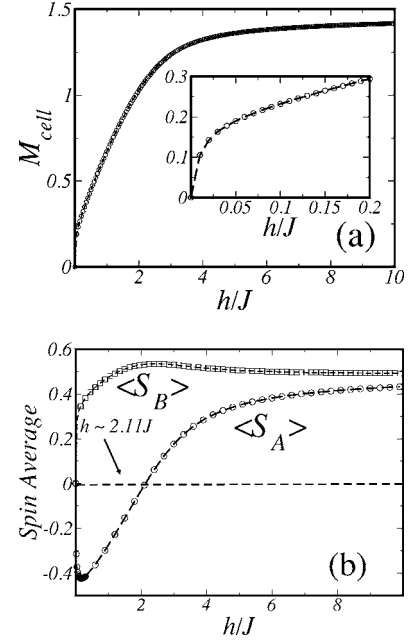 1.5
1
0.5
0
M_cell
0.3
0.2
0.1
0
0.05 0.1 0.15 0.2
h/J
(a)
2 4 6 8 10
h/J
0.6
0.4
0.2
0
-0.2
-0.4
Spin Average
<S_B>
<S_A>
h ~ 2.11J
(b)
0 2 4 6 8
h/J